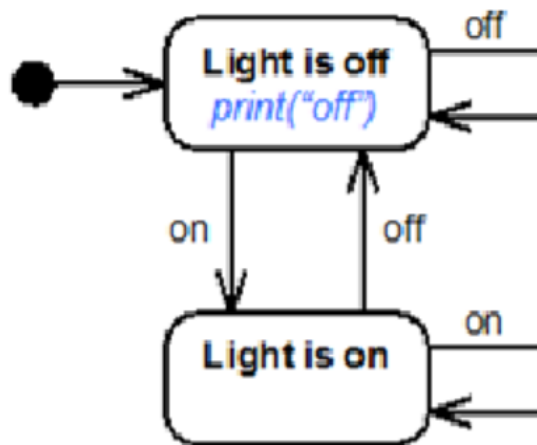 off
Light is off
print(“off”)
on
off
on
Light is on